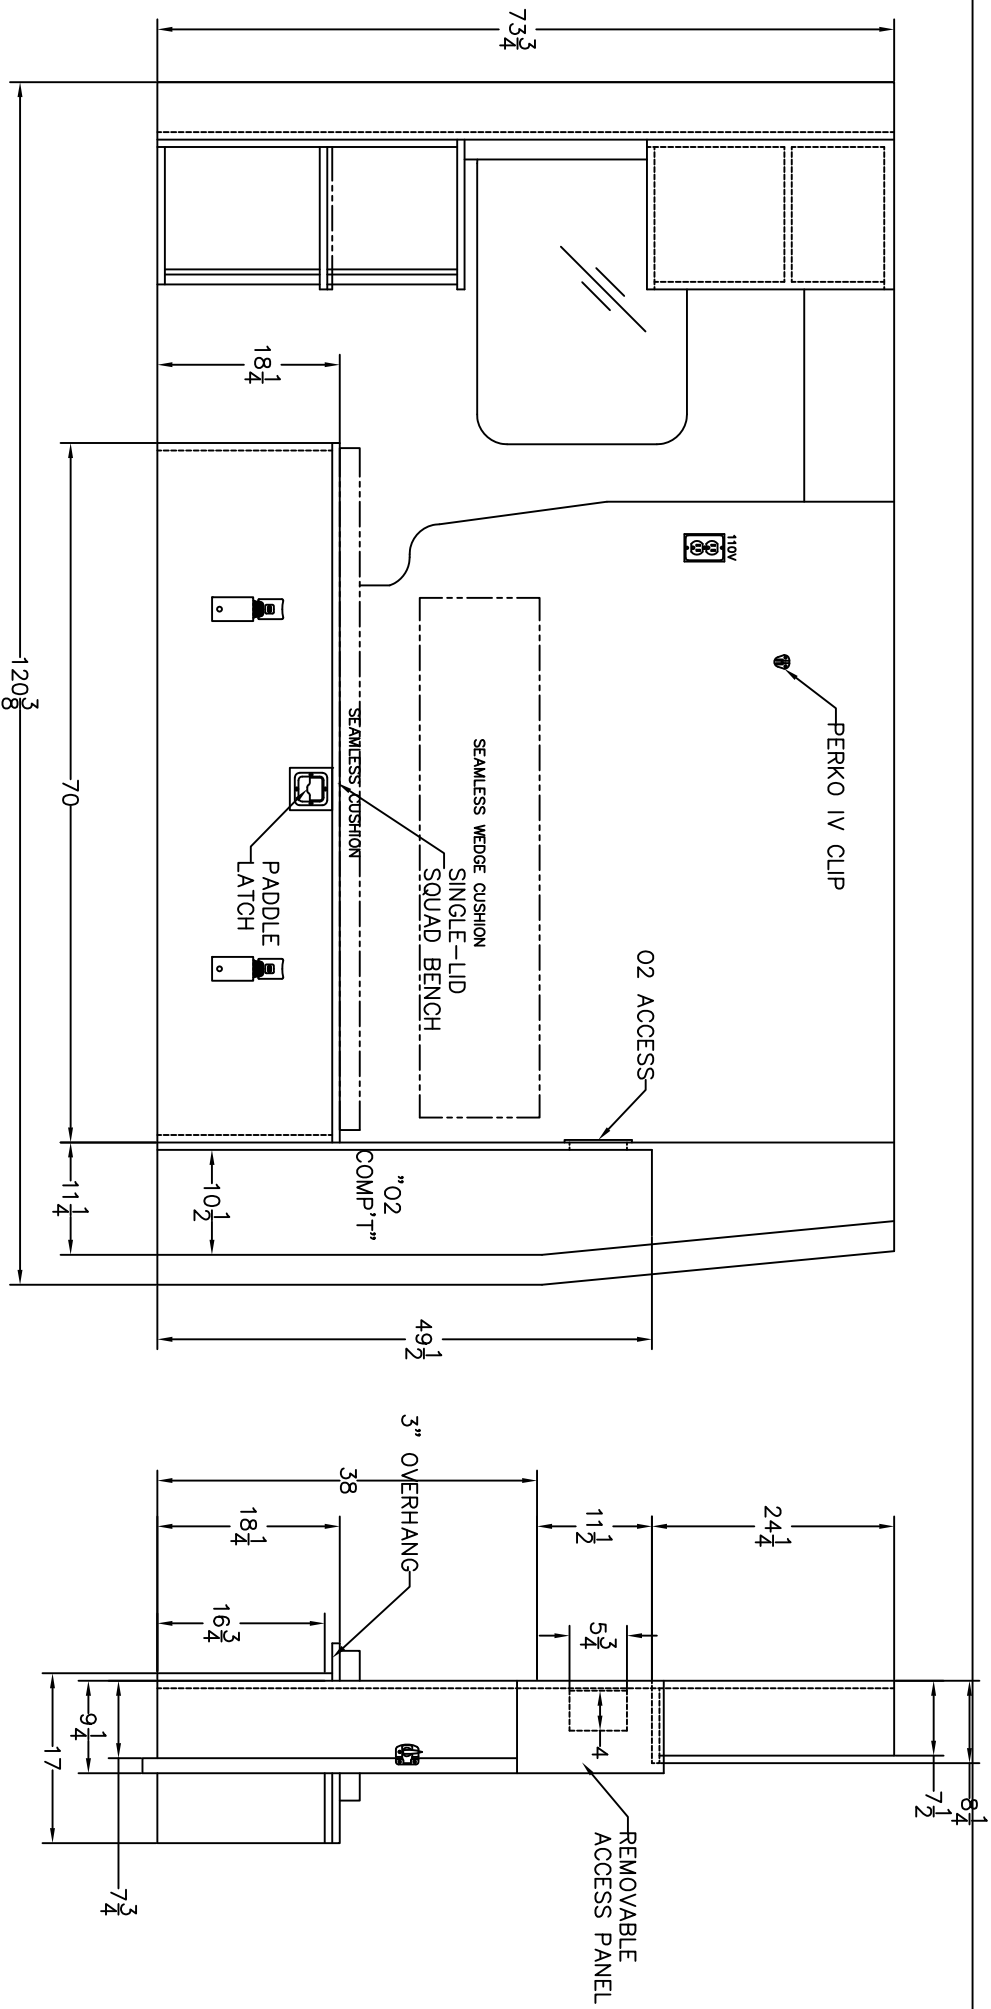 73 3/4
120 3/8
18 1/4
70
11 1/4
10 1/2
49 1/2
110V
PERKO IV CLIP
SEAMLESS WEDGE CUSHION
SEAMLESS CUSHION
SINGLE-LID
SQUAD BENCH
PADDLE
LATCH
O2 ACCESS
"O2
COMP'T"
3" OVERHANG
38
18 1/4
16 3/4
11 1/2
5 3/4
24 1/4
4
9 1/4
17
7 3/4
7 1/2
8 1/4
REMOVABLE
ACCESS PANEL